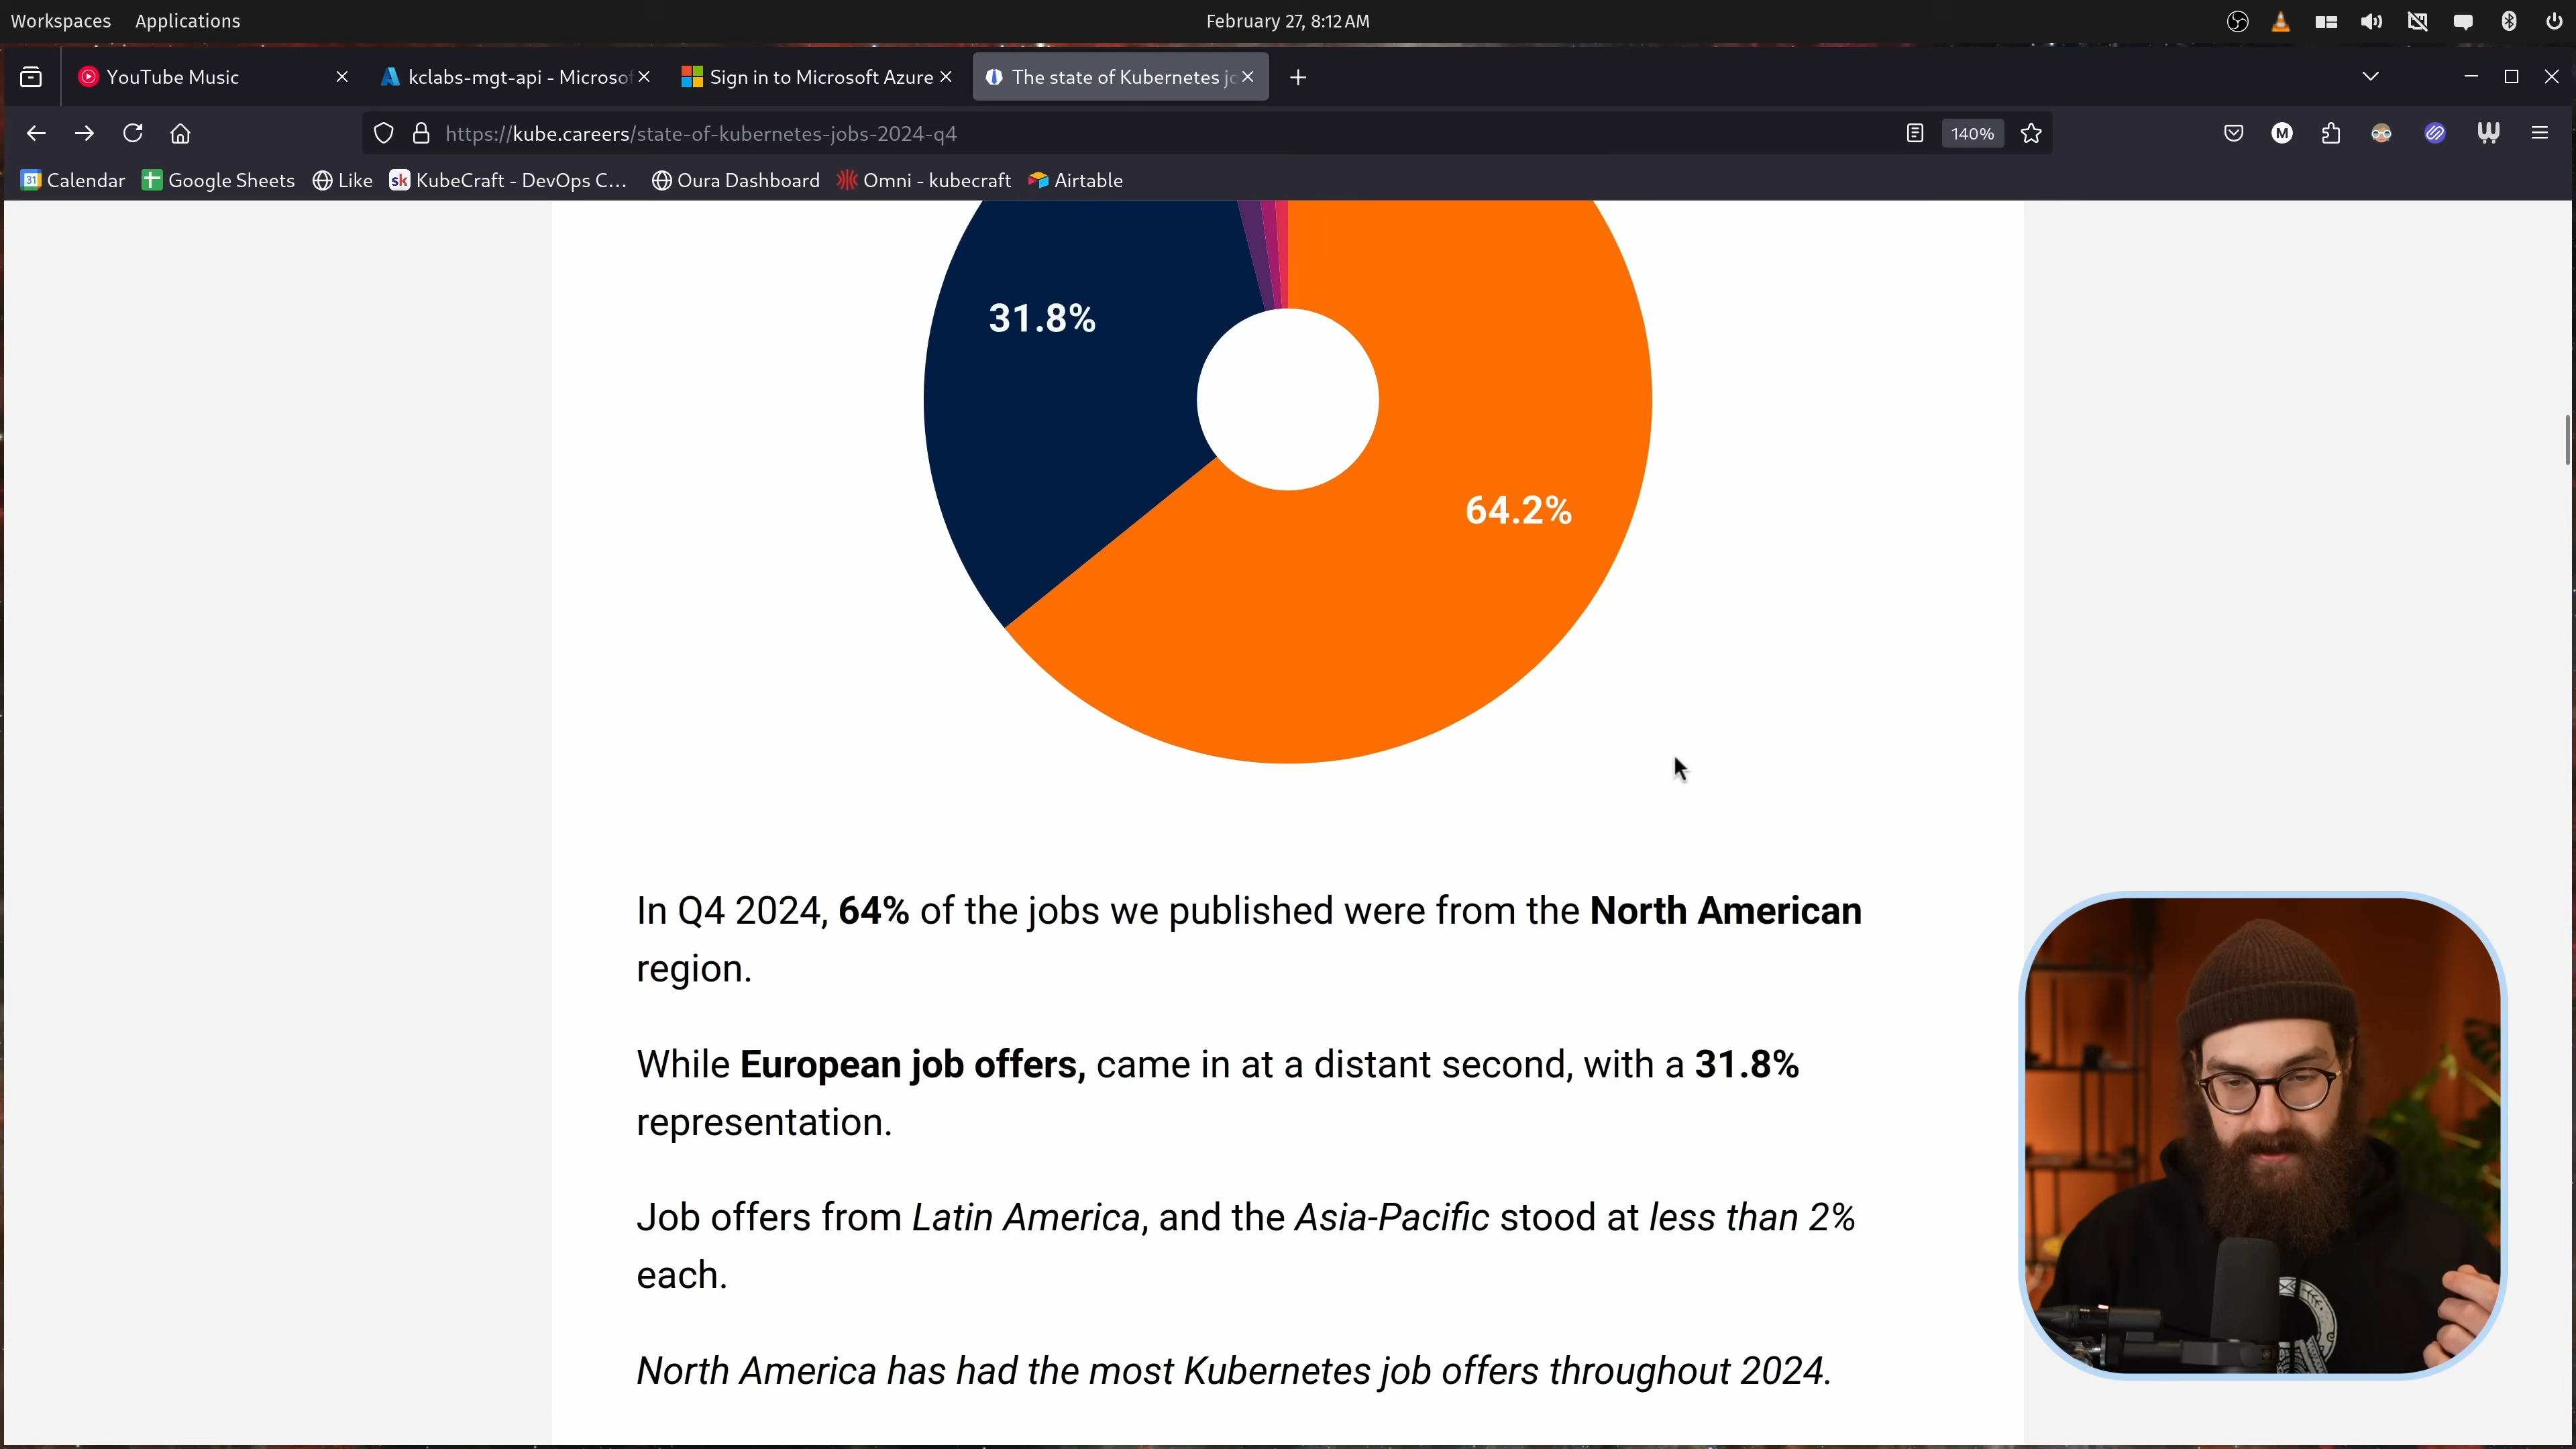 Workspaces Applications February 27, 8:12 AM
YouTube Music kclabs-mgt-api - Microsof Sign in to Microsoft Azure The state of Kubernetes jo
https://kube.careers/state-of-kubernetes-jobs-2024-q4 140% M
31 Calendar Google Sheets Like sk KubeCraft - DevOps C... Oura Dashboard Omni - kubecraft Airtable
31.8%
64.2%
In Q4 2024, 64% of the jobs we published were from the North American
region.
While European job offers, came in at a distant second, with a 31.8%
representation.
Job offers from Latin America, and the Asia-Pacific stood at less than 2%
each.
North America has had the most Kubernetes job offers throughout 2024.